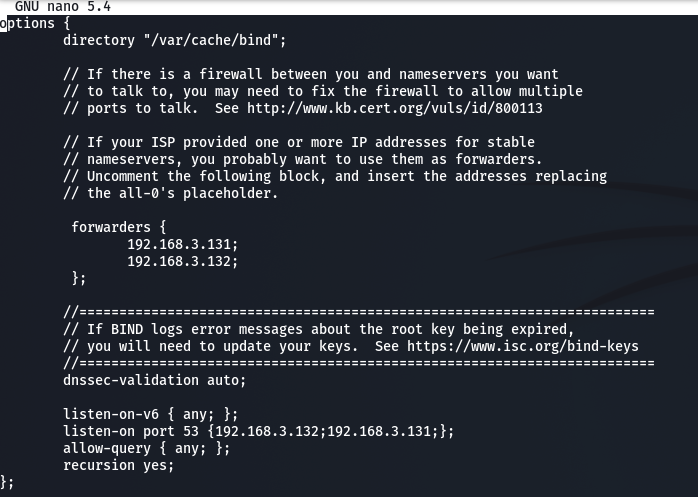 GNU nano 5.4
options {
directory "/var/cache/bind";
// If there is a firewall between you and nameservers you want
// to talk to, you may need to fix the firewall to allow multiple
// ports to talk.  See http://www.kb.cert.org/vuls/id/800113
// If your ISP provided one or more IP addresses for stable
// nameservers, you probably want to use them as forwarders.
// Uncomment the following block, and insert the addresses replacing
// the all-0's placeholder.
forwarders {
192.168.3.131;
192.168.3.132;
};
//========================================================================
// If BIND logs error messages about the root key being expired,
// you will need to update your keys.  See https://www.isc.org/bind-keys
//========================================================================
dnssec-validation auto;
listen-on-v6 { any; };
listen-on port 53 {192.168.3.132;192.168.3.131;};
allow-query { any; };
recursion yes;
};